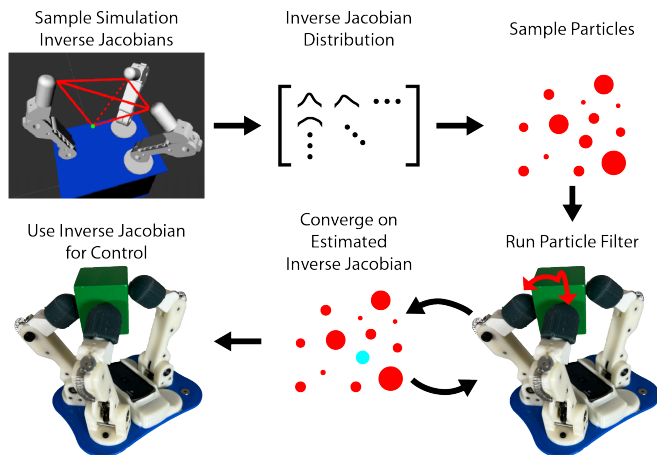 Sample Simulation
Inverse Jacobians
Inverse Jacobian
Distribution
Sample Particles
Use Inverse Jacobian
for Control
Converge on
Estimated
Inverse Jacobian
Run Particle Filter